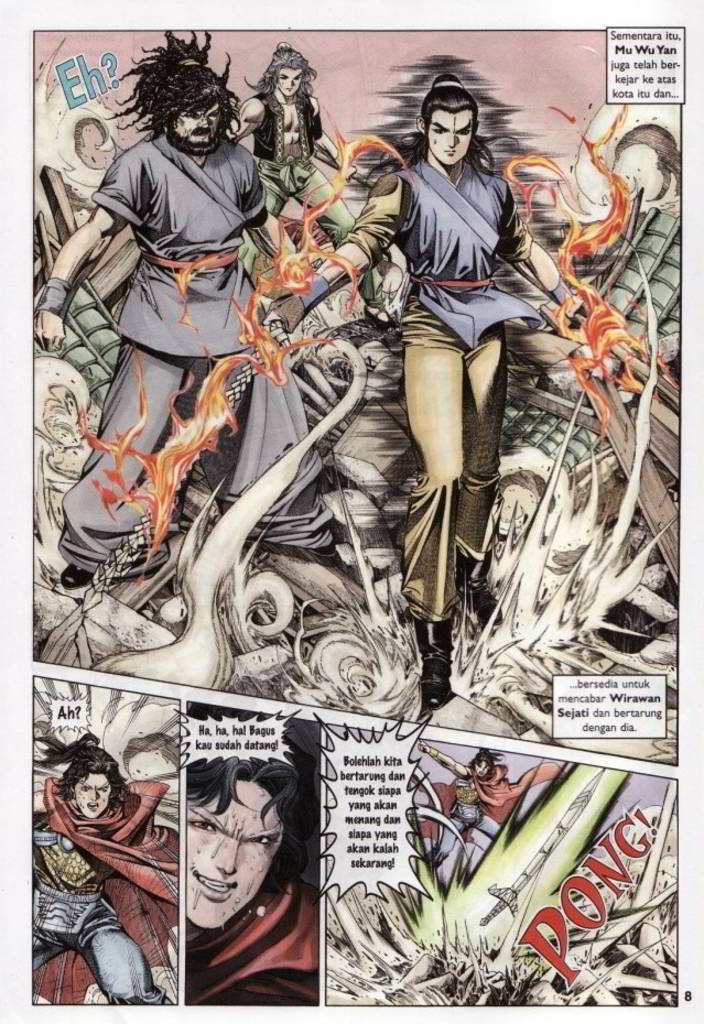 Sementara itu,
Mu Wu Yan
juga telah ber-
kejar ke atas
kota itu dan...
Eh?
...bersedia untuk
mencabar Wirawan
Sejati dan bertarung
dengan dia.
Ah?
Ha, ha, ha! Bagus
kau sudah datang!
Bolehlah kita
bertarung dan
tengok siapa
yang akan
menang dan
siapa yang
akan kalah
sekarang!
PONG!
8